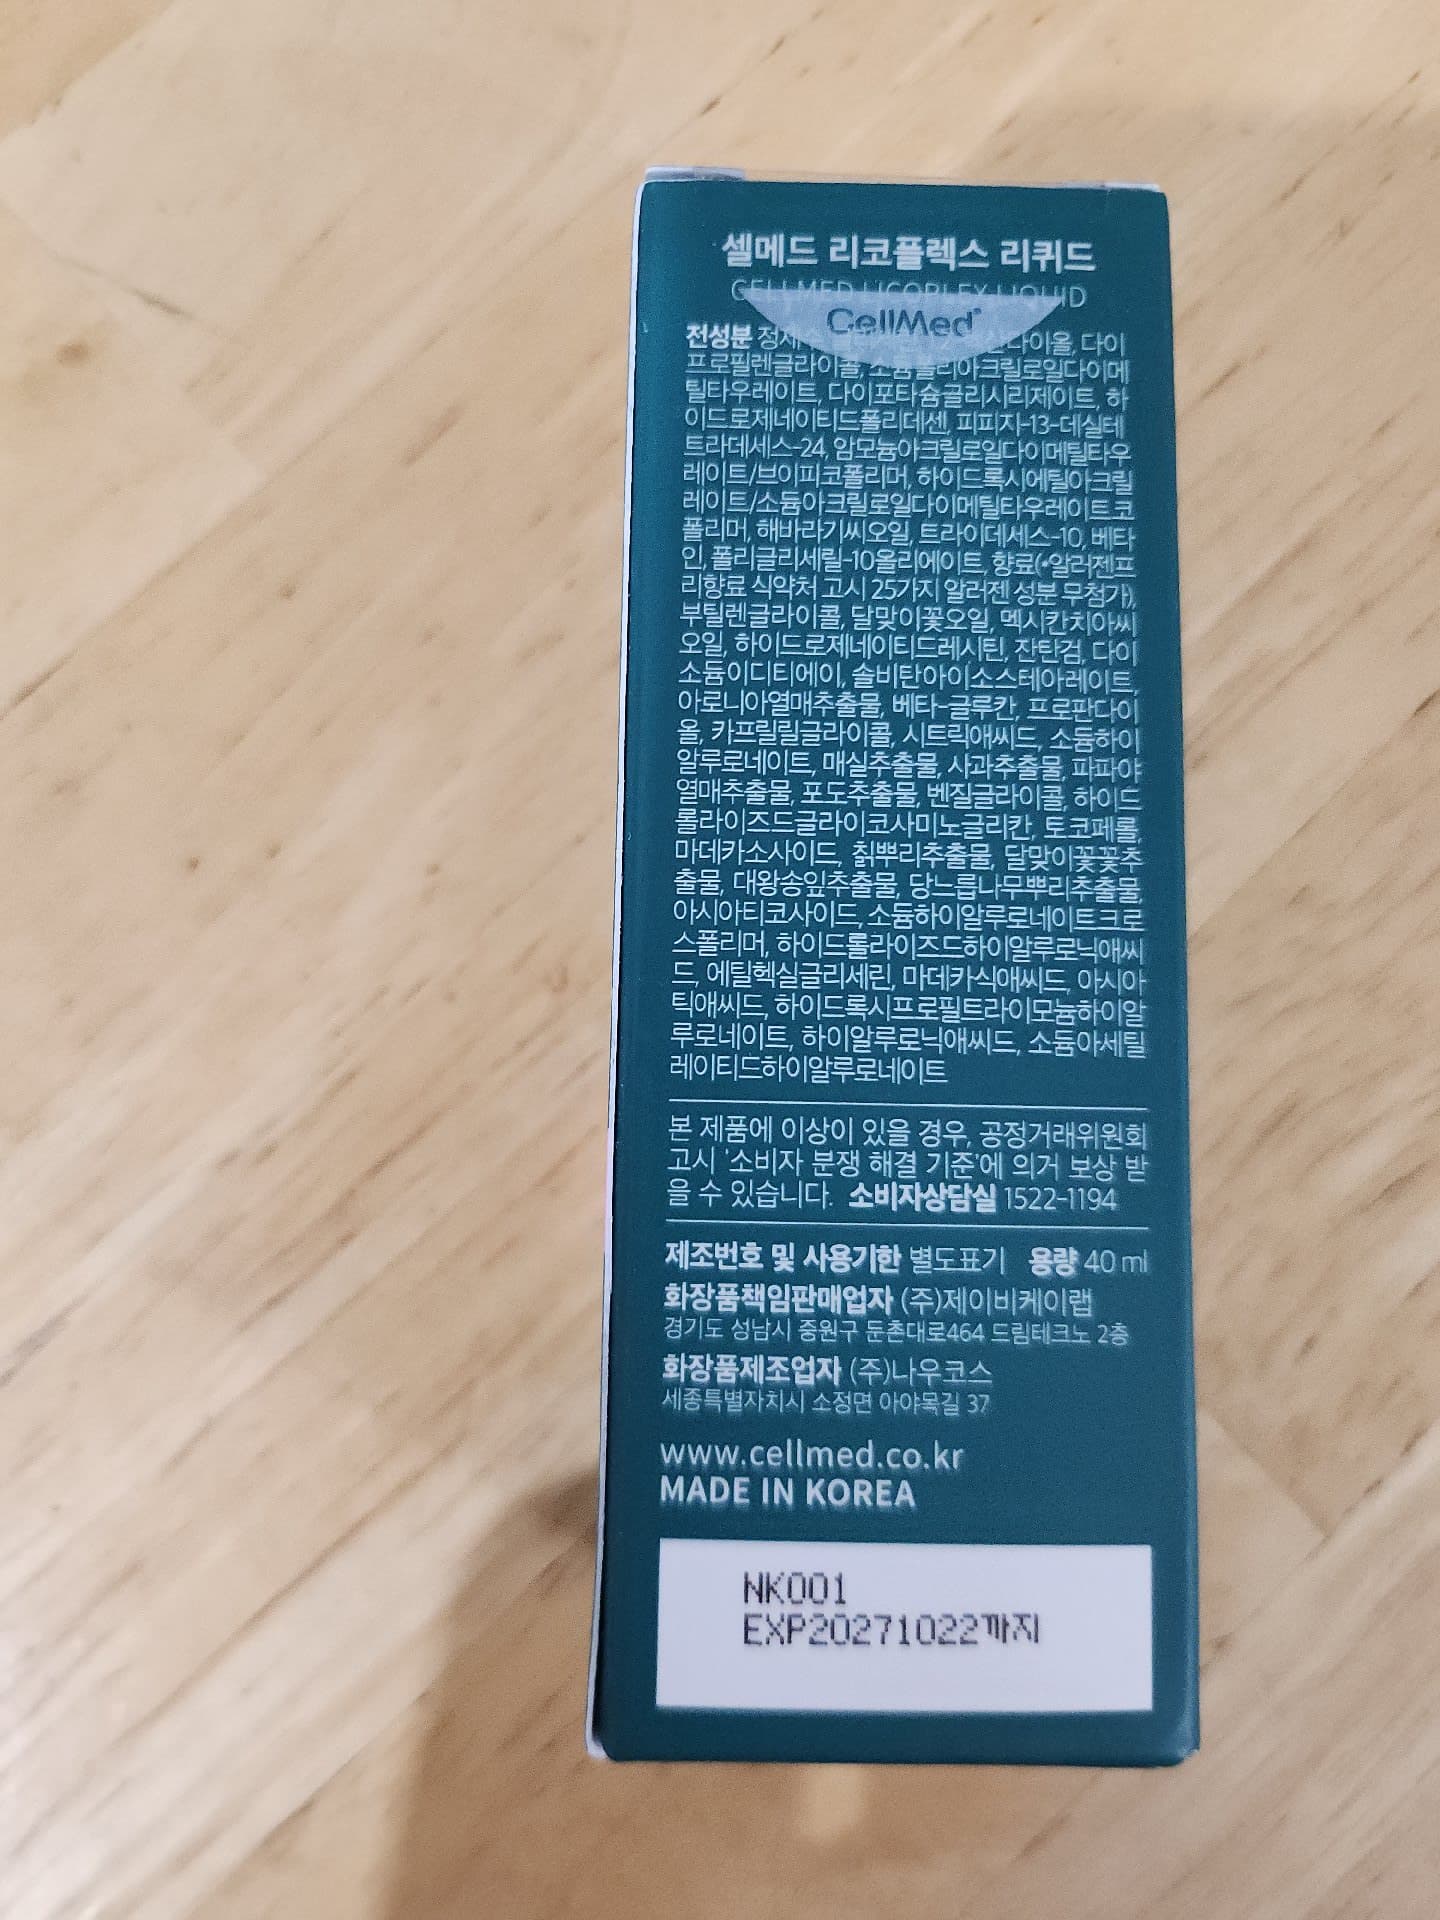 셀메드 리코플렉스 리퀴드
CELLMED LICOPLEX LIQUID
CellMed
전성분 정제수, 다이올, 다이
프로필렌글라이콜, 소듐폴리아크릴로일다이메
틸타우레이트, 다이포타슘글리시리제이트, 하
이드로제네이티드폴리데센, 피피지-13-데실테
트라데세스-24, 암모늄아크릴로일다이메틸타우
레이트/브이피코폴리머, 하이드록시에틸아크릴
레이트/소듐아크릴로일다이메틸타우레이트코
폴리머, 해바라기씨오일, 트라이데세스-10, 베타
인, 폴리글리세릴-10올리에이트, 향료(•알러젠프
리향료 식약처 고시 25가지 알러젠 성분 무첨가),
부틸렌글라이콜, 달맞이꽃오일, 멕시칸치아씨
오일, 하이드로제네이티드레시틴, 잔탄검, 다이
소듐이디티에이, 솔비탄아이소스테아레이트,
아로니아열매추출물, 베타-글루칸, 프로판다이
올, 카프릴릴글라이콜, 시트릭애씨드, 소듐하이
알루로네이트, 매실추출물, 사과추출물, 파파야
열매추출물, 포도추출물, 벤질글라이콜, 하이드
롤라이즈드글라이코사미노글리칸, 토코페롤,
마데카소사이드, 칡뿌리추출물, 달맞이꽃꽃추
출물, 대왕송잎추출물, 당느릅나무뿌리추출물,
아시아티코사이드, 소듐하이알루로네이트크로
스폴리머, 하이드롤라이즈드하이알루로닉애씨
드, 에틸헥실글리세린, 마데카식애씨드, 아시아
틱애씨드, 하이드록시프로필트라이모늄하이알
루로네이트, 하이알루로닉애씨드, 소듐아세틸
레이티드하이알루로네이트
본 제품에 이상이 있을 경우, 공정거래위원회
고시 '소비자 분쟁 해결 기준'에 의거 보상 받
을 수 있습니다. 소비자상담실 1522-1194
제조번호 및 사용기한 별도표기 용량 40 ml
화장품책임판매업자 (주)제이비케이랩
경기도 성남시 중원구 둔촌대로464 드림테크노 2층
화장품제조업자 (주)나우코스
세종특별자치시 소정면 아야목길 37
www.cellmed.co.kr
MADE IN KOREA
NK001
EXP20271022까지